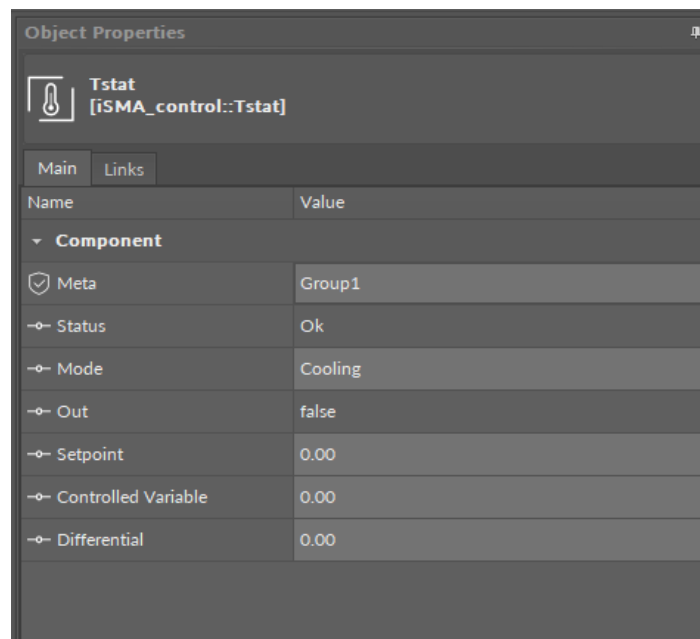 Object Properties
Tstat
[iSMA_control::Tstat]
Main Links
Name Value
Component
Meta Group1
Status Ok
Mode Cooling
Out false
Setpoint 0.00
Controlled Variable 0.00
Differential 0.00